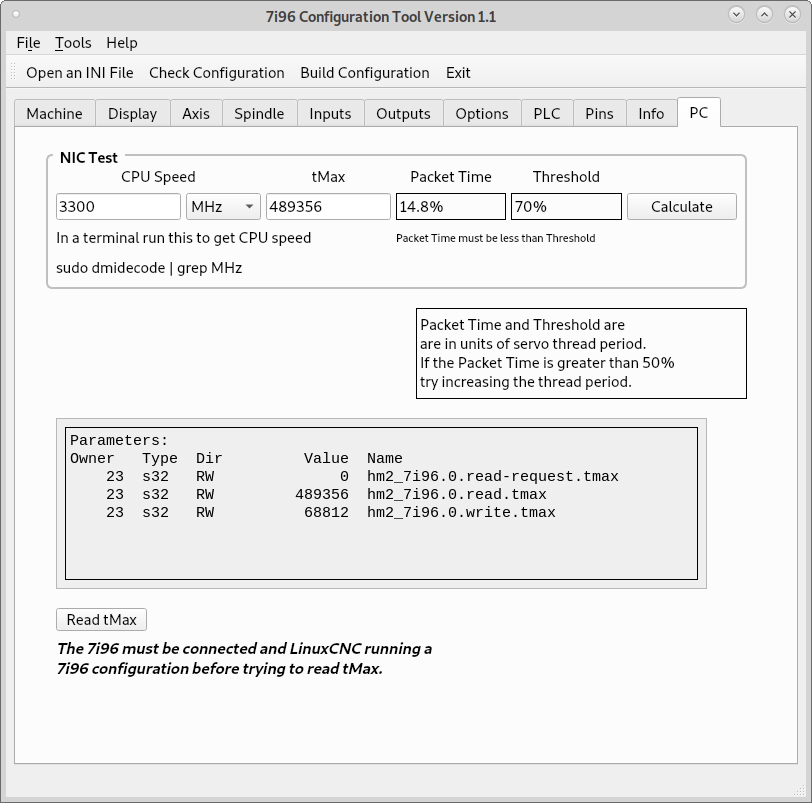 7i96 Configuration Tool Version 1.1
File Tools Help
Open an INI File Check Configuration Build Configuration Exit
Machine Display Axis Spindle Inputs Outputs Options PLC Pins Info PC
NIC Test
CPU Speed tMax Packet Time Threshold
3300 MHz 489356 14.8% 70% Calculate
In a terminal run this to get CPU speed Packet Time must be less than Threshold
sudo dmidecode | grep MHz
Packet Time and Threshold are
are in units of servo thread period.
If the Packet Time is greater than 50%
try increasing the thread period.
Parameters:
Owner Type Dir Value Name
23 s32 RW 0 hm2_7i96.0.read-request.tmax
23 s32 RW 489356 hm2_7i96.0.read.tmax
23 s32 RW 68812 hm2_7i96.0.write.tmax
Read tMax
The 7i96 must be connected and LinuxCNC running a
7i96 configuration before trying to read tMax.